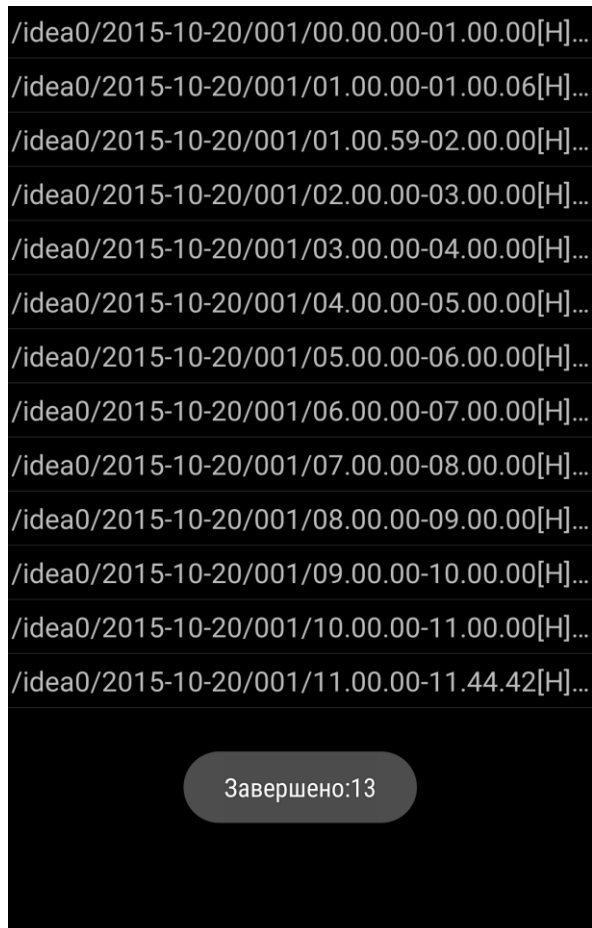 /idea0/2015-10-20/001/00.00.00-01.00.00[H]...
/idea0/2015-10-20/001/01.00.00-01.00.06[H]...
/idea0/2015-10-20/001/01.00.59-02.00.00[H]...
/idea0/2015-10-20/001/02.00.00-03.00.00[H]...
/idea0/2015-10-20/001/03.00.00-04.00.00[H]...
/idea0/2015-10-20/001/04.00.00-05.00.00[H]...
/idea0/2015-10-20/001/05.00.00-06.00.00[H]...
/idea0/2015-10-20/001/06.00.00-07.00.00[H]...
/idea0/2015-10-20/001/07.00.00-08.00.00[H]...
/idea0/2015-10-20/001/08.00.00-09.00.00[H]...
/idea0/2015-10-20/001/09.00.00-10.00.00[H]...
/idea0/2015-10-20/001/10.00.00-11.00.00[H]...
/idea0/2015-10-20/001/11.00.00-11.44.42[H]...
Завершено:13